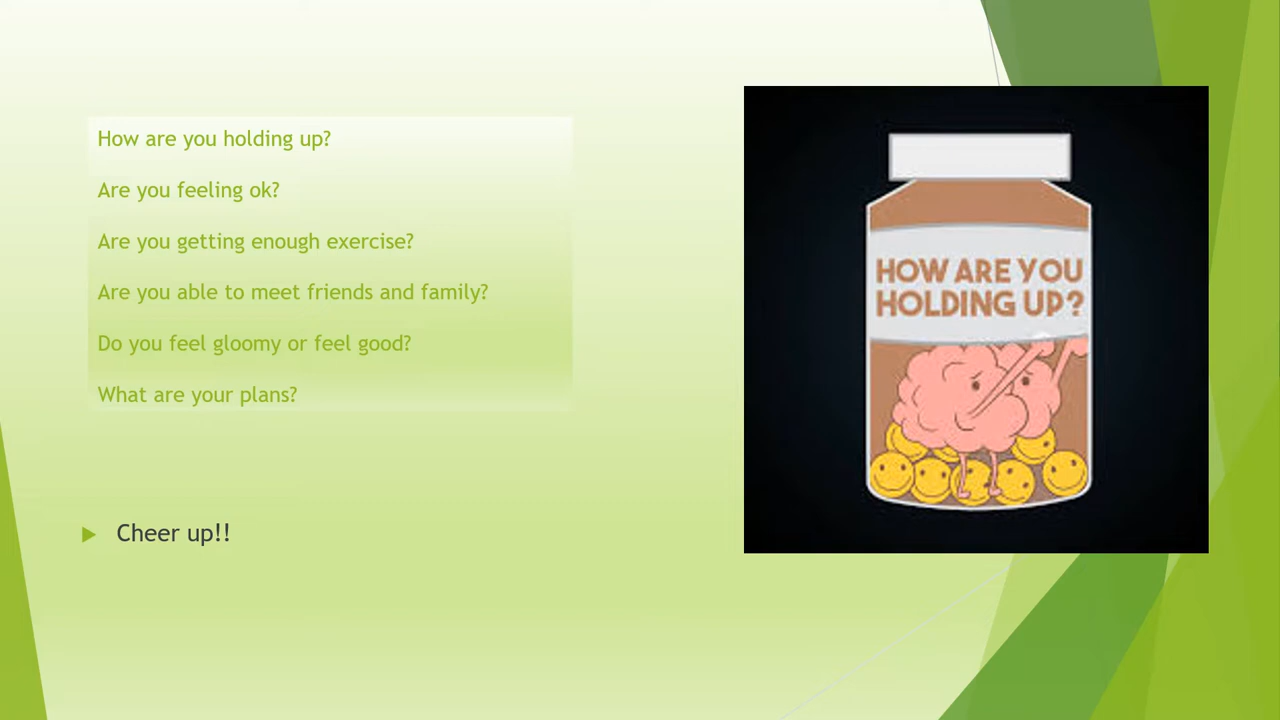 How are you holding up?
Are you feeling ok?
Are you getting enough exercise?
Are you able to meet friends and family?
Do you feel gloomy or feel good?
What are your plans?
Cheer up!!
HOW ARE YOU
HOLDING UP?